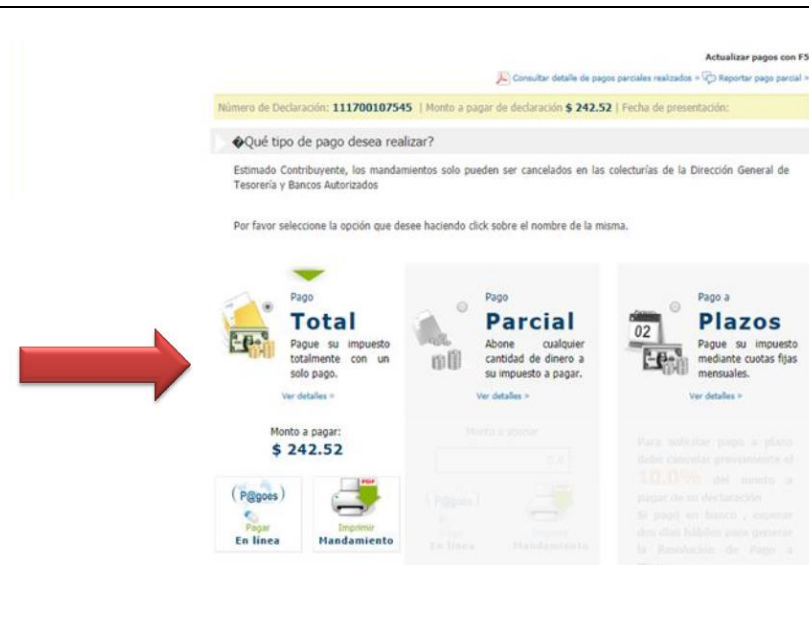 Actualizar pagos con F5
Consultar detalle de pagos parciales realizados » Reportar pago parcial »
Número de Declaración: 111700107545 | Monto a pagar de declaración $ 242.52 | Fecha de presentación:
�Qué tipo de pago desea realizar?
Estimado Contribuyente, los mandamientos solo pueden ser cancelados en las colecturías de la Dirección General de
Tesorería y Bancos Autorizados
Por favor seleccione la opción que desee haciendo click sobre el nombre de la misma.
Pago
Total
Pague su impuesto
totalmente con un
solo pago.
Ver detalles »
Monto a pagar:
$ 242.52
(P@goes)
Pagar
En línea
PDF
Imprimir
Mandamiento
Pago
Parcial
Abone cualquier
cantidad de dinero a
su impuesto a pagar.
Ver detalles »
Monto a abonar
0.0
(P@goes)
Pagar
En línea
Imprimir
Mandamiento
02
Pago a
Plazos
Pague su impuesto
mediante cuotas fijas
mensuales.
Ver detalles »
Para solicitar pago a plazo
debe cancelar previamente el
10.0% del monto a
pagar de su declaración
Si pagó en banco , esperar
dos días hábiles para generar
la Resolución de Pago a